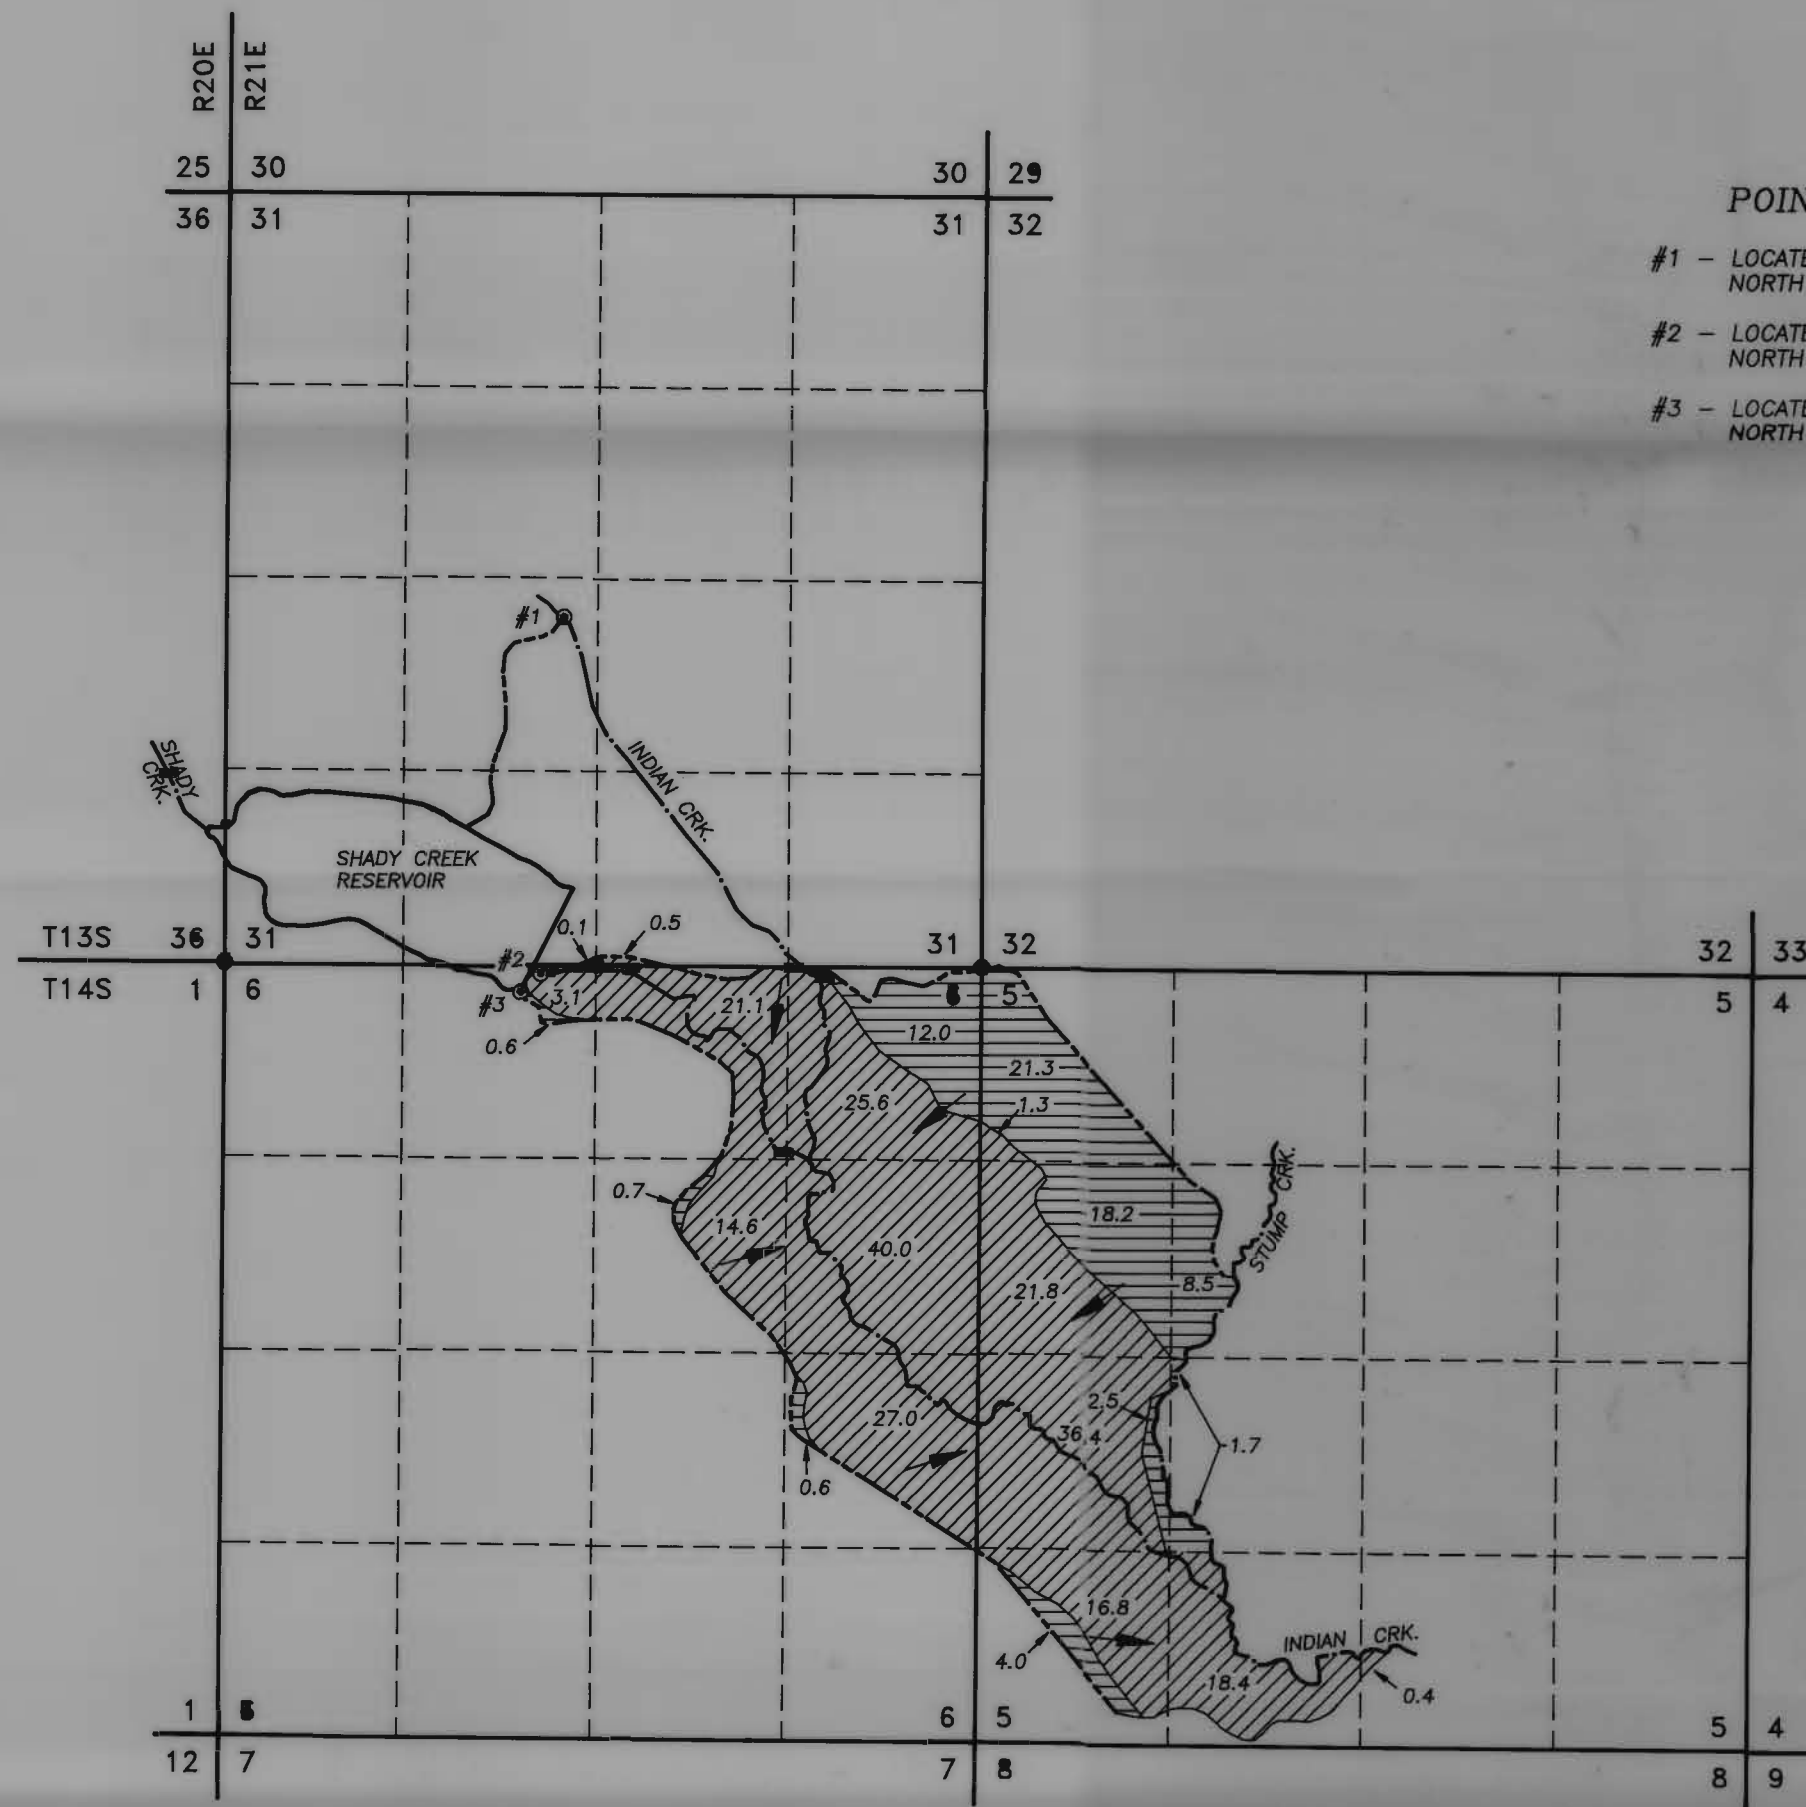 R20E
R21E
25 30
30 29
36 31
31 32
POIN
#1 – LOCATE
NORTH
#2 – LOCATE
NORTH
#3 – LOCATE
NORTH
#1
SHADY
CRK.
INDIAN CRK.
SHADY CREEK
RESERVOIR
0.1
0.5
T13S 36 31
31 32
32 33
#2
T14S 1 6
5
5 4
#3
3.1
21.1
0.6
12.0
21.3
25.6
1.3
STUMP CRK.
0.7
14.6
18.2
40.0
21.8
8.5
2.5
27.0
36.4
1.7
0.6
16.8
4.0
INDIAN CRK.
18.4
0.4
1
6 5
5 4
12 7
7 8
8 9